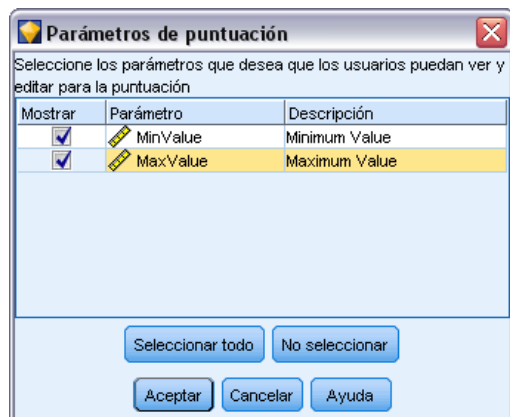 Parámetros de puntuación
Seleccione los parámetros que desea que los usuarios puedan ver y
editar para la puntuación
Mostrar Parámetro Descripción
MinValue Minimum Value
MaxValue Maximum Value
Seleccionar todo No seleccionar
Aceptar Cancelar Ayuda